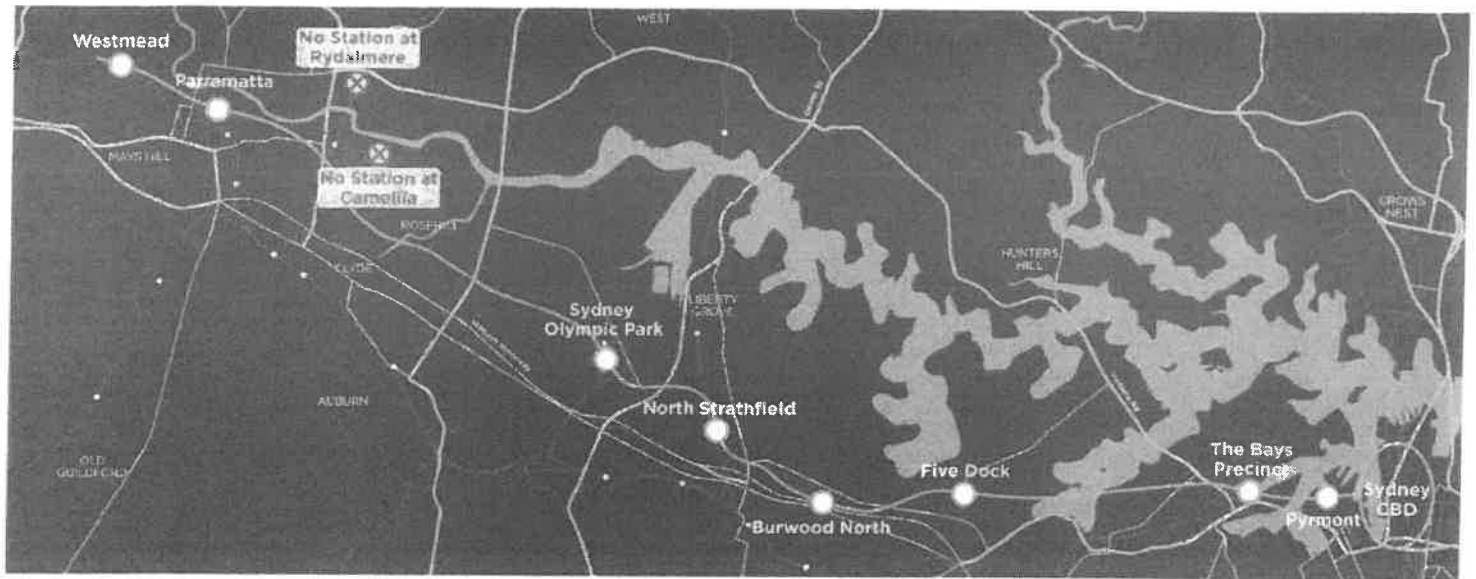 WEST
Westmead
No Station at
Rydalmere
Parramatta
MAYS HILL
No Station at
Camellia
ROSEHILL
CLYDE
CROWS
NEST
HUNTERS
HILL
LIBERTY
GROVE
Sydney
Olympic Park
AUBURN
North Strathfield
OLD
GUILDFORD
Five Dock
The Bays
Precinct
Burwood North
Pyrmont
Sydney
CBD